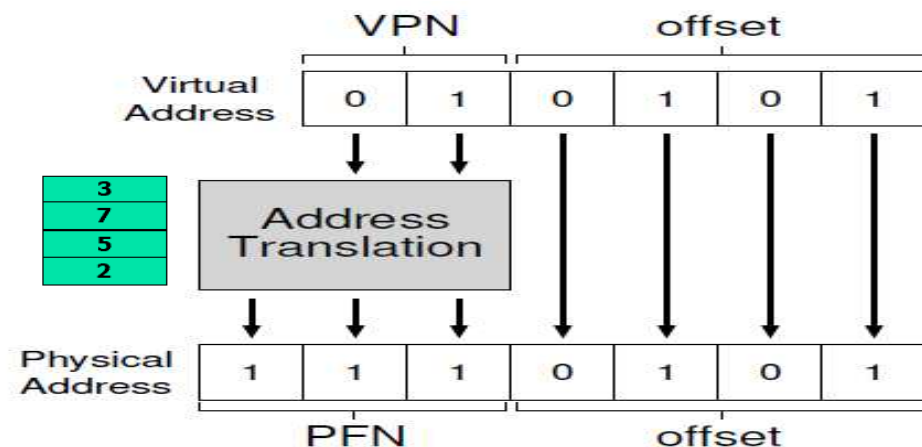 VPN offset
Virtual Address
0 1 0 1 0 1
3
7
5
2
Address
Translation
Physical Address
1 1 1 0 1 0 1
PFN offset